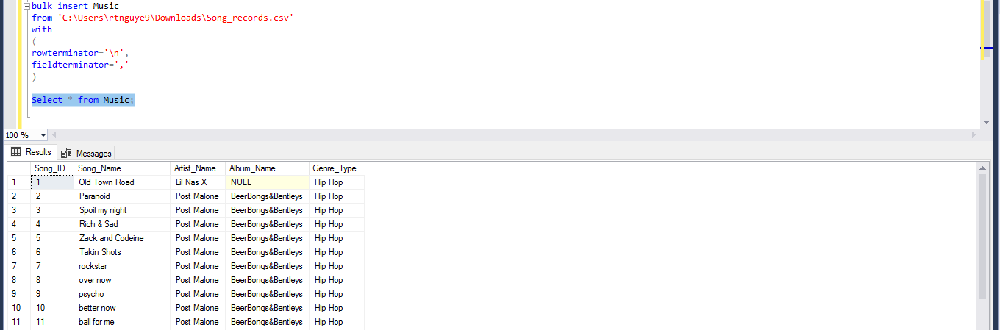 bulk insert Music
from 'C:\Users\rtnguye9\Downloads\Song_records.csv'
with
(
rowterminator='\n',
fieldterminator=','
)
Select * from Music;
100 %
Results Messages
Song_ID Song_Name Artist_Name Album_Name Genre_Type
1 1 Old Town Road Lil Nas X NULL Hip Hop
2 2 Paranoid Post Malone BeerBongs&Bentleys Hip Hop
3 3 Spoil my night Post Malone BeerBongs&Bentleys Hip Hop
4 4 Rich & Sad Post Malone BeerBongs&Bentleys Hip Hop
5 5 Zack and Codeine Post Malone BeerBongs&Bentleys Hip Hop
6 6 Takin Shots Post Malone BeerBongs&Bentleys Hip Hop
7 7 rockstar Post Malone BeerBongs&Bentleys Hip Hop
8 8 over now Post Malone BeerBongs&Bentleys Hip Hop
9 9 psycho Post Malone BeerBongs&Bentleys Hip Hop
10 10 better now Post Malone BeerBongs&Bentleys Hip Hop
11 11 ball for me Post Malone BeerBongs&Bentleys Hip Hop